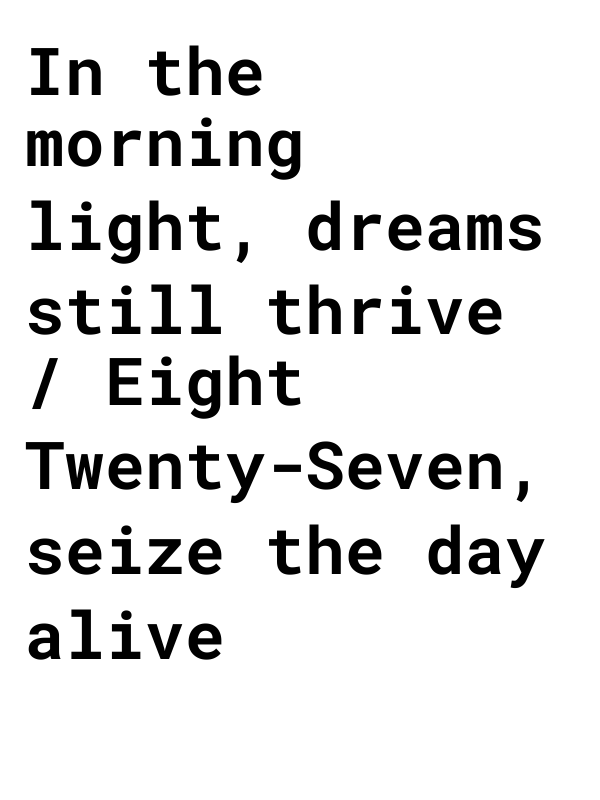 In the
morning
light, dreams
still thrive
/ Eight
Twenty-Seven,
seize the day
alive